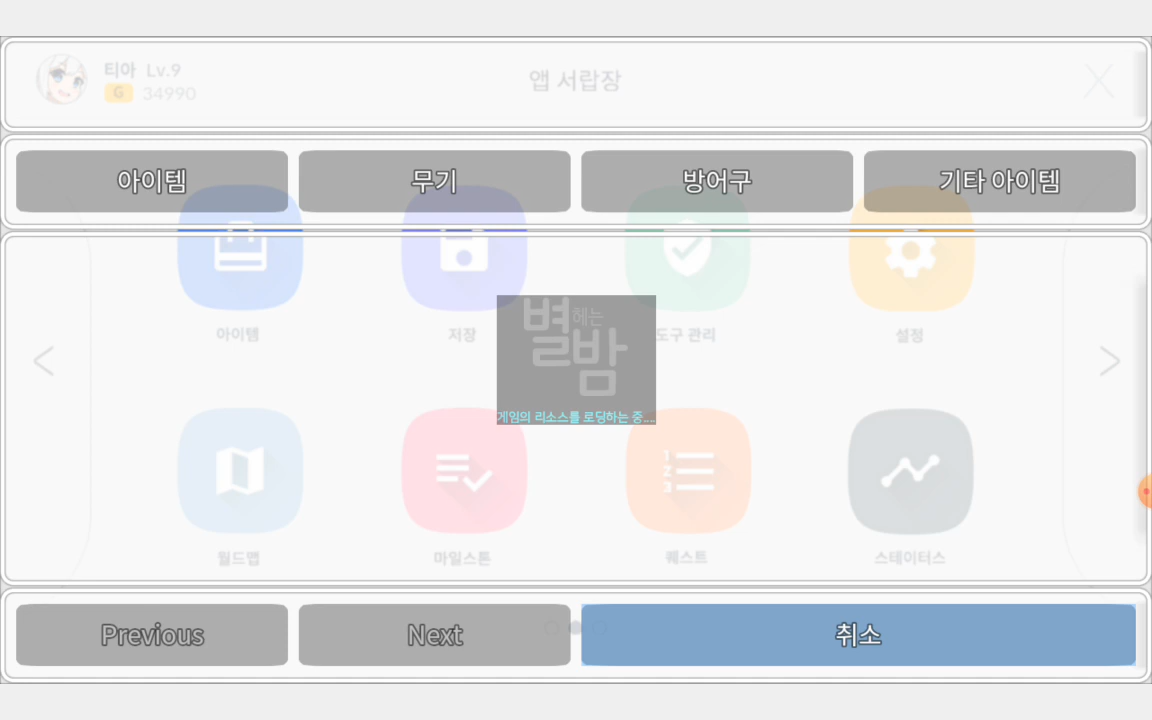 티아 Lv.9
G 34990
앱 서랍장
아이템 무기 방어구 기타 아이템
아이템 저장 도구 관리 설정
별 헤는 밤
게임의 리소스를 로딩하는 중...
월드맵 마일스톤 퀘스트 스테이터스
Previous Next 취소